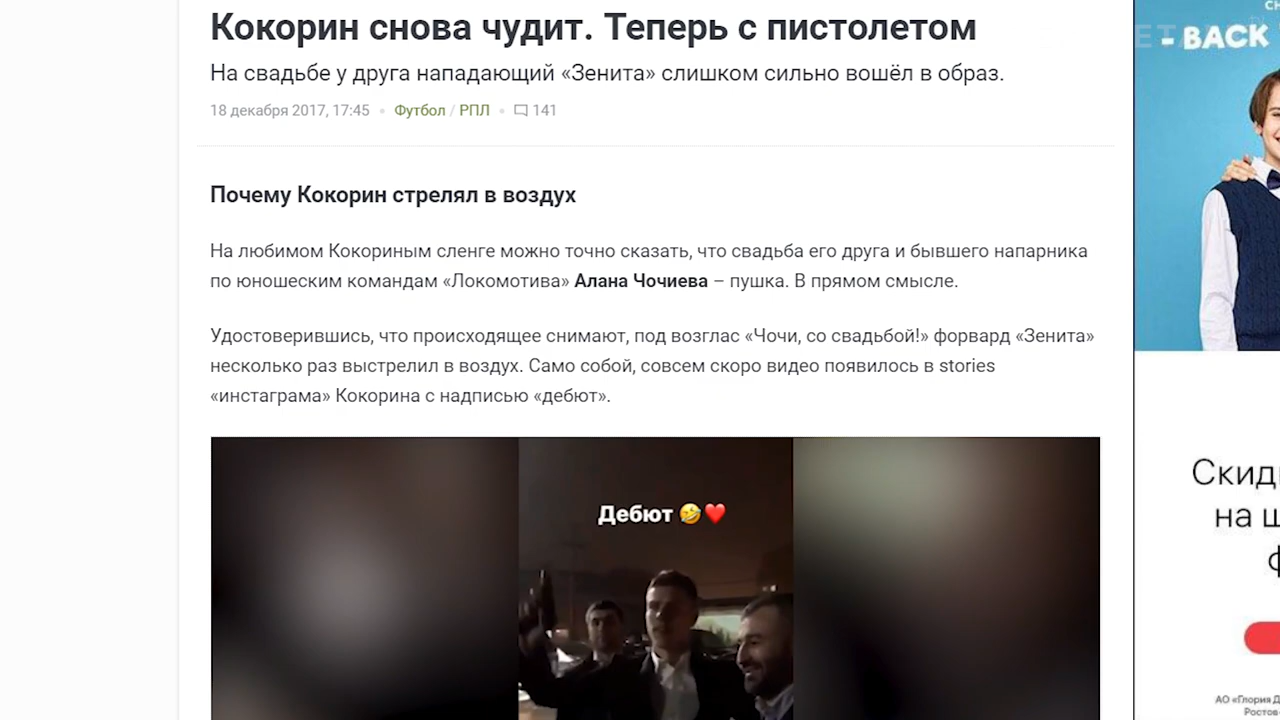 Кокорин снова чудит. Теперь с пистолетом
На свадьбе у друга нападающий «Зенита» слишком сильно вошёл в образ.
18 декабря 2017, 17:45 • Футбол / РПЛ • 141
Почему Кокорин стрелял в воздух
На любимом Кокориным сленге можно точно сказать, что свадьба его друга и бывшего напарника
по юношеским командам «Локомотива» Алана Чочиева – пушка. В прямом смысле.
Удостоверившись, что происходящее снимают, под возглас «Чочи, со свадьбой!» форвард «Зенита»
несколько раз выстрелил в воздух. Само собой, совсем скоро видео появилось в stories
«инстаграма» Кокорина с надписью «дебют».
Дебют 🤣❤️
- BACK
Скид
на ш
ф
АО «Глория Д
Ростов-